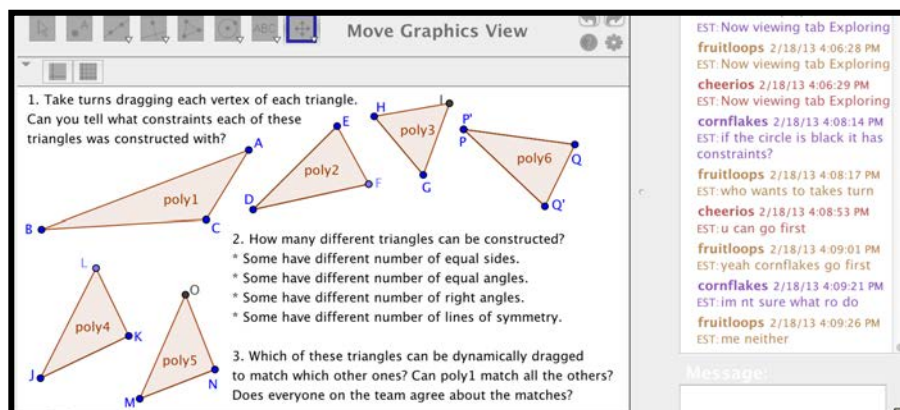 ABC
Move Graphics View
1. Take turns dragging each vertex of each triangle.
Can you tell what constraints each of these
triangles was constructed with?
A
B
C
poly1
D
E
F
poly2
H
I
G
poly3
P'
P
Q
Q'
poly6
2. How many different triangles can be constructed?
* Some have different number of equal sides.
* Some have different number of equal angles.
* Some have different number of right angles.
* Some have different number of lines of symmetry.
L
K
J
poly4
O
N
M
poly5
3. Which of these triangles can be dynamically dragged
to match which other ones? Can poly1 match all the others?
Does everyone on the team agree about the matches?
EST: Now viewing tab Exploring
fruitloops 2/18/13 4:06:28 PM
EST: Now viewing tab Exploring
cheerios 2/18/13 4:06:29 PM
EST: Now viewing tab Exploring
cornflakes 2/18/13 4:08:14 PM
EST: if the circle is black it has
constraints?
fruitloops 2/18/13 4:08:17 PM
EST: who wants to takes turn
cheerios 2/18/13 4:08:53 PM
EST: u can go first
fruitloops 2/18/13 4:09:01 PM
EST: yeah cornflakes go first
cornflakes 2/18/13 4:09:21 PM
EST: im nt sure what ro do
fruitloops 2/18/13 4:09:26 PM
EST: me neither
Message: